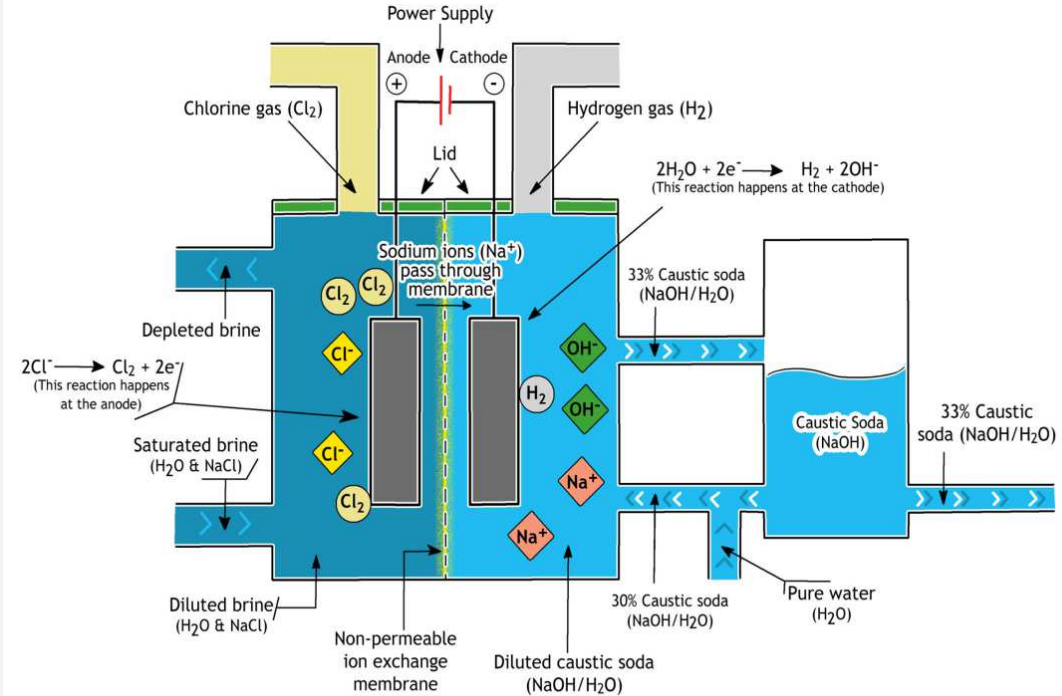 Power Supply
Anode
Cathode
+
-
Chlorine gas (Cl2)
Hydrogen gas (H2)
Lid
2H2O + 2e- → H2 + 2OH-
(This reaction happens at the cathode)
Sodium ions (Na+)
pass through
membrane
Cl2
Cl2
33% Caustic soda
(NaOH/H2O)
Depleted brine
2Cl- → Cl2 + 2e-
(This reaction happens
at the anode)
Cl-
OH-
H2
OH-
Caustic Soda
(NaOH)
33% Caustic
soda (NaOH/H2O)
Saturated brine
(H2O & NaCl)
Cl-
Cl2
Na+
Na+
Diluted brine
(H2O & NaCl)
30% Caustic soda
(NaOH/H2O)
Pure water
(H2O)
Non-permeable
ion exchange
membrane
Diluted caustic soda
(NaOH/H2O)